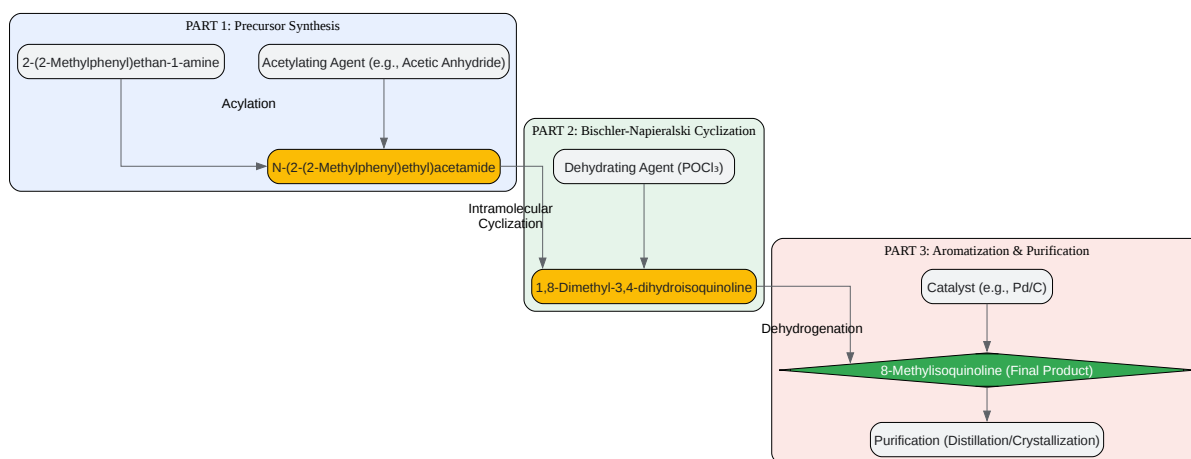 PART 1: Precursor Synthesis
2-(2-Methylphenyl)ethan-1-amine
Acetylating Agent (e.g., Acetic Anhydride)
Acylation
N-(2-(2-Methylphenyl)ethyl)acetamide
PART 2: Bischler-Napieralski Cyclization
Dehydrating Agent (POCl₃)
Intramolecular
Cyclization
1,8-Dimethyl-3,4-dihydroisoquinoline
PART 3: Aromatization & Purification
Catalyst (e.g., Pd/C)
Dehydrogenation
8-Methylisoquinoline (Final Product)
Purification (Distillation/Crystallization)